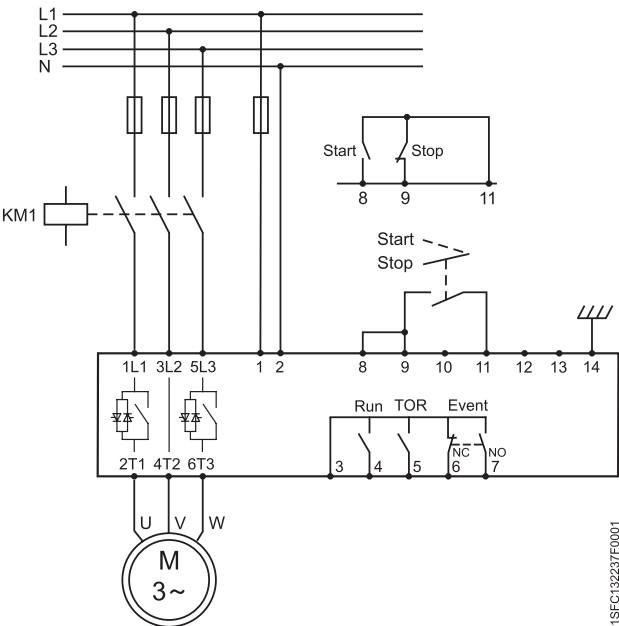 L1
L2
L3
N
Start
Stop
8
9
11
KM1
Start
Stop
1L1 3L2 5L3 1 2 8 9 10 11 12 13 14
Run TOR Event
NC NO
2T1 4T2 6T3 3 4 5 6 7
U V W
M
3~
1SFC132237F0001